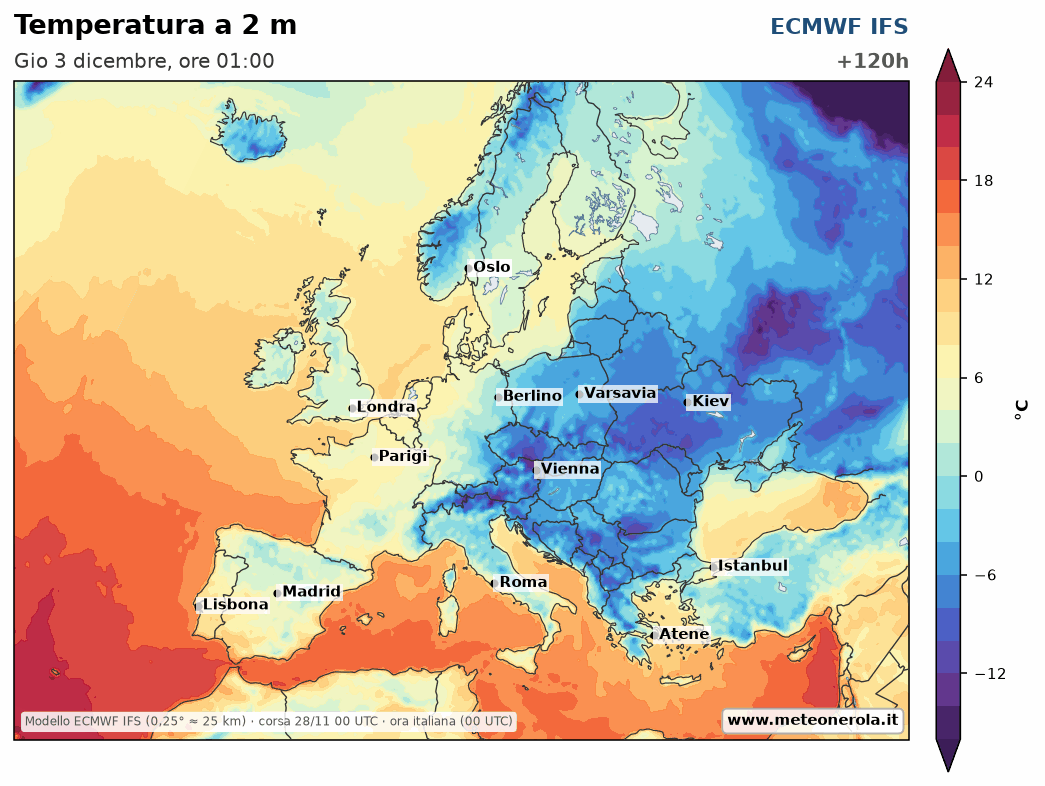 Temperatura a 2 m
ECMWF IFS
Gio 3 dicembre, ore 01:00
+120h
24
18
12
6
0
−6
−12
°C
Oslo
Berlino
Varsavia
Kiev
Londra
Parigi
Vienna
Istanbul
Roma
Madrid
Lisbona
Atene
Modello ECMWF IFS (0,25° ≈ 25 km) · corsa 28/11 00 UTC · ora italiana (00 UTC)
www.meteonerola.it